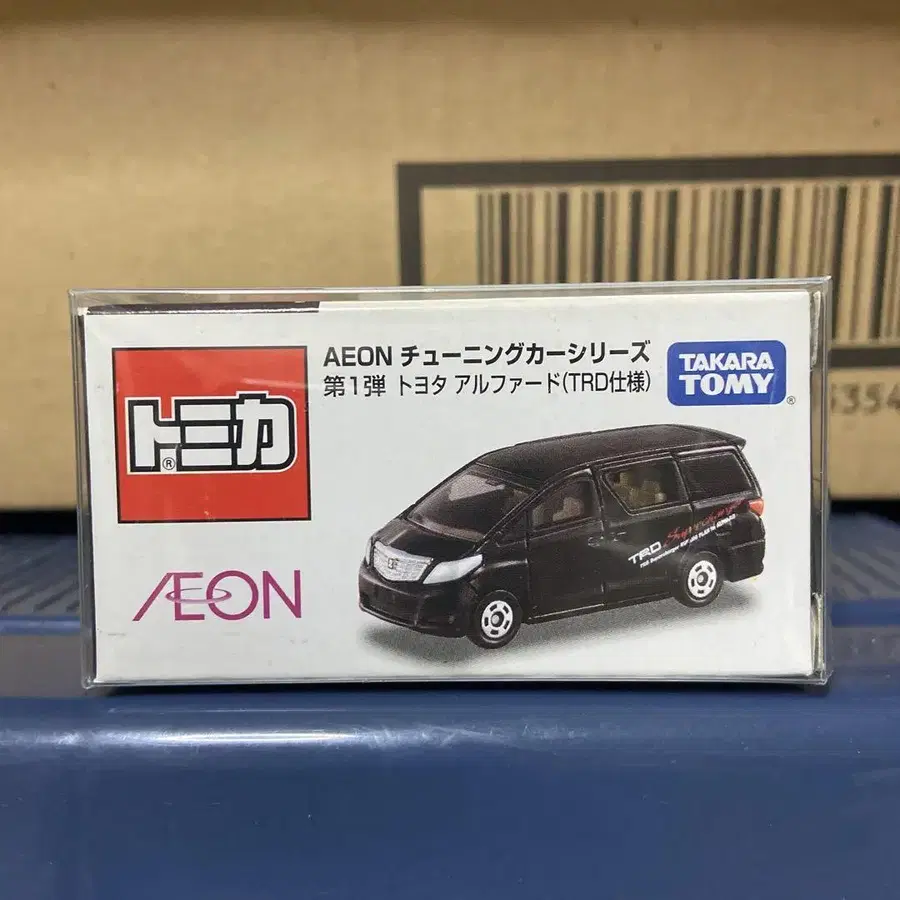 AEON チューニングカーシリーズ
第1弾 トヨタ アルファード(TRD仕様)
TAKARA
TOMY
®
トミカ
®
AEON
TRD Supercharger